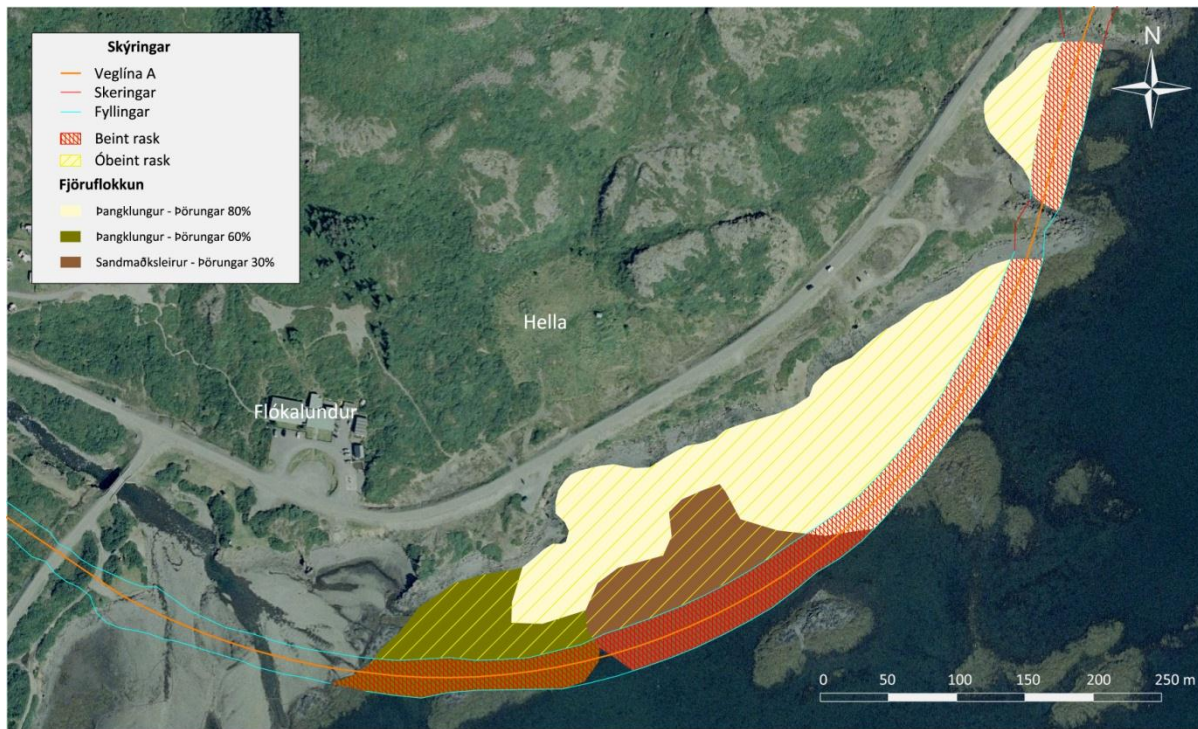 Skýringar
Veglína A
Skeringar
Fyllingar
Beint rask
Óbeint rask
Fjöruflokkun
Þangklungur - Þörungar 80%
Þangklungur - Þörungar 60%
Sandmaðksleirur - Þörungar 30%
N
Hella
Flókalundur
0 50 100 150 200 250 m